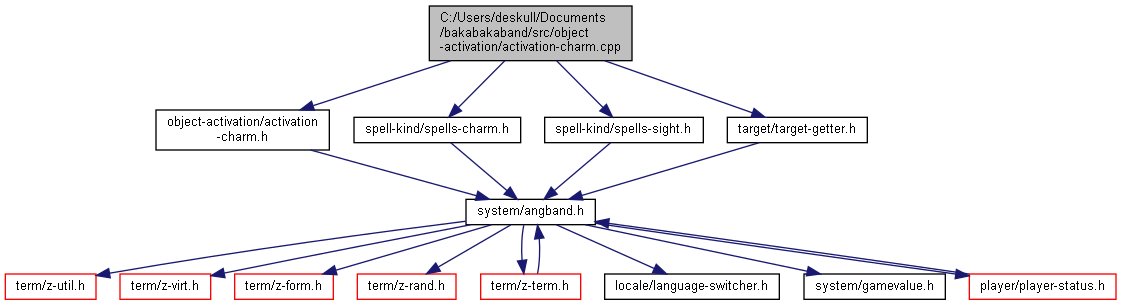 C:/Users/deskull/Documents
/bakabakaband/src/object
-activation/activation-charm.cpp
object-activation/activation
-charm.h
spell-kind/spells-charm.h
spell-kind/spells-sight.h
target/target-getter.h
system/angband.h
term/z-util.h
term/z-virt.h
term/z-form.h
term/z-rand.h
term/z-term.h
locale/language-switcher.h
system/gamevalue.h
player/player-status.h